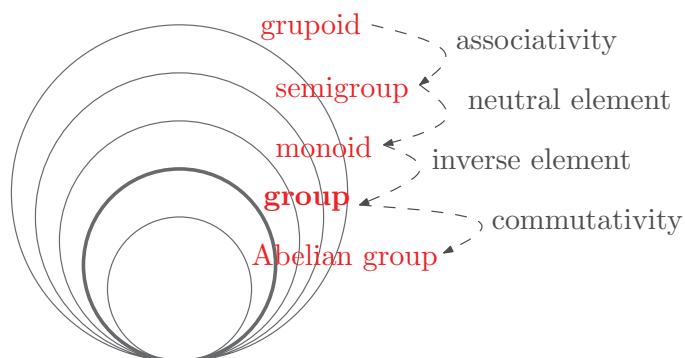 grupoid
associativity
semigroup
neutral element
monoid
inverse element
group
commutativity
Abelian group